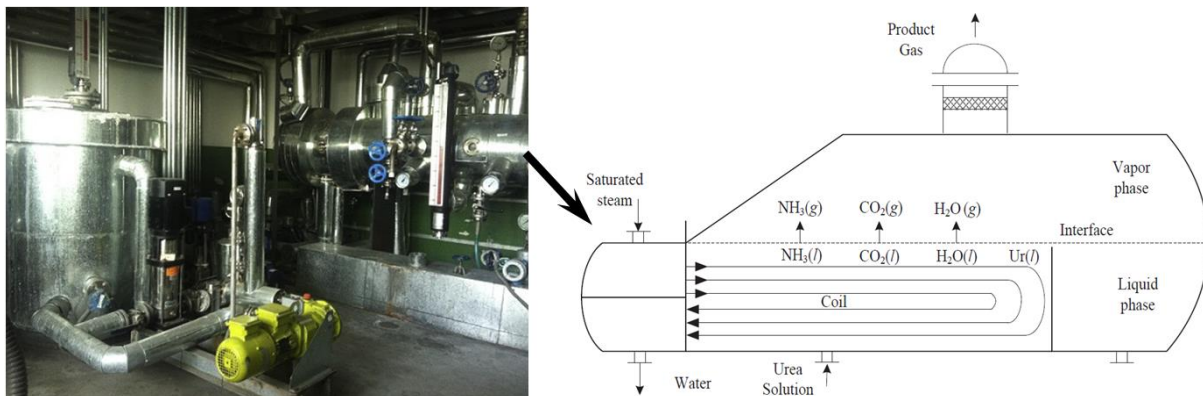 Product
Gas
Saturated
steam
Vapor
phase
NH₃(g) CO₂(g) H₂O(g)
Interface
NH₃(l) CO₂(l) H₂O(l) Ur(l)
Coil
Liquid
phase
Water
Urea
Solution